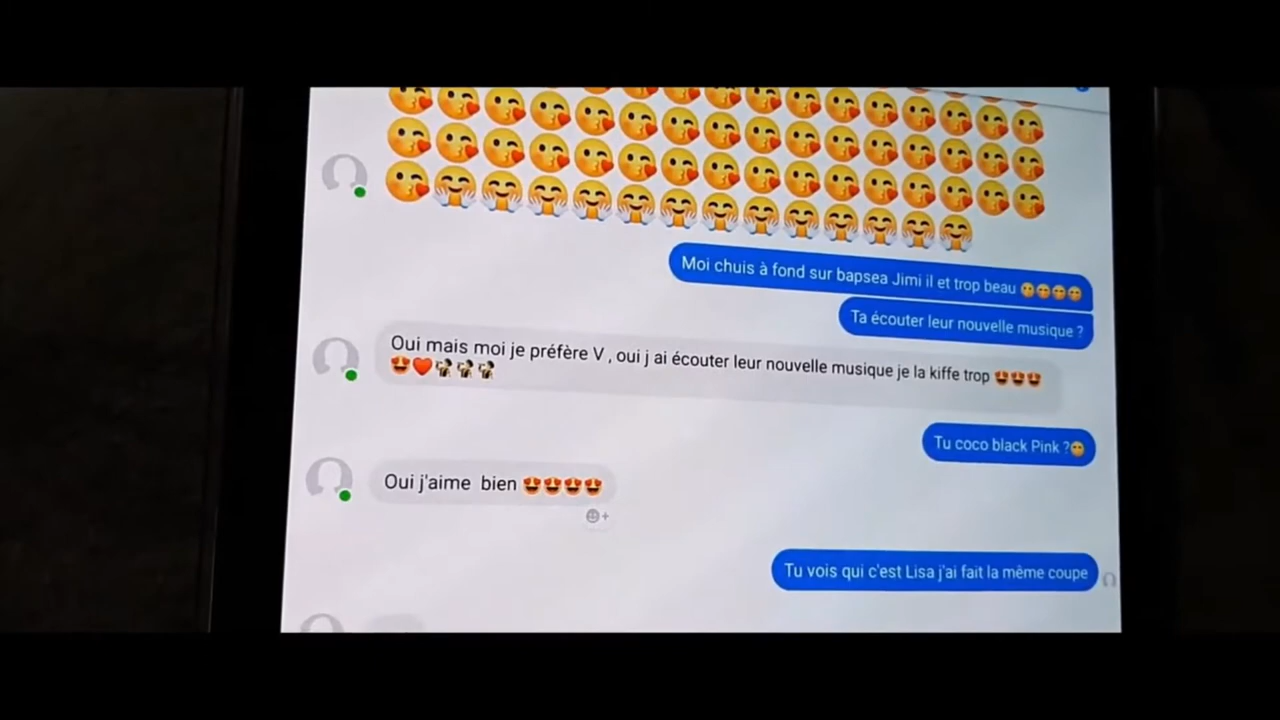 Moi chuis à fond sur bapsea Jimi il et trop beau
Ta écouter leur nouvelle musique ?
Oui mais moi je préfère V , oui j ai écouter leur nouvelle musique je la kiffe trop
Tu coco black Pink ?
Oui j'aime bien
Tu vois qui c'est Lisa j'ai fait la même coupe